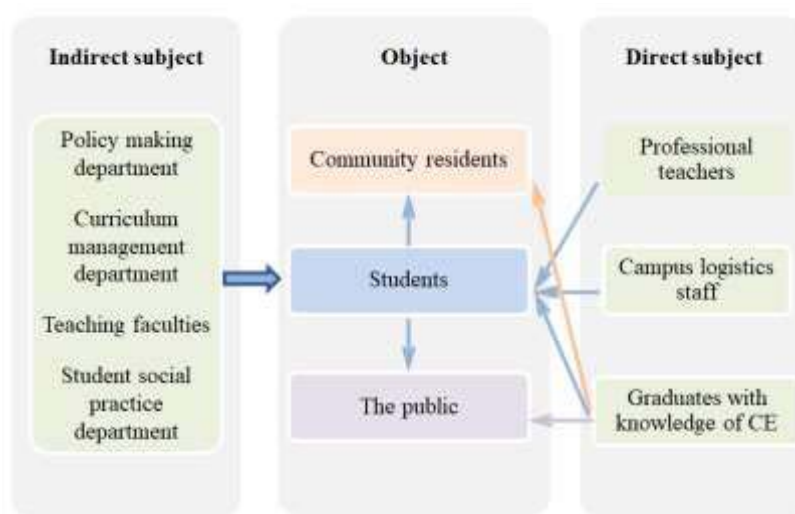 Indirect subject
Policy making
department
Curriculum
management
department
Teaching faculties
Student social
practice
department
Object
Community residents
Students
The public
Direct subject
Professional
teachers
Campus logistics
staff
Graduates with
knowledge of CE